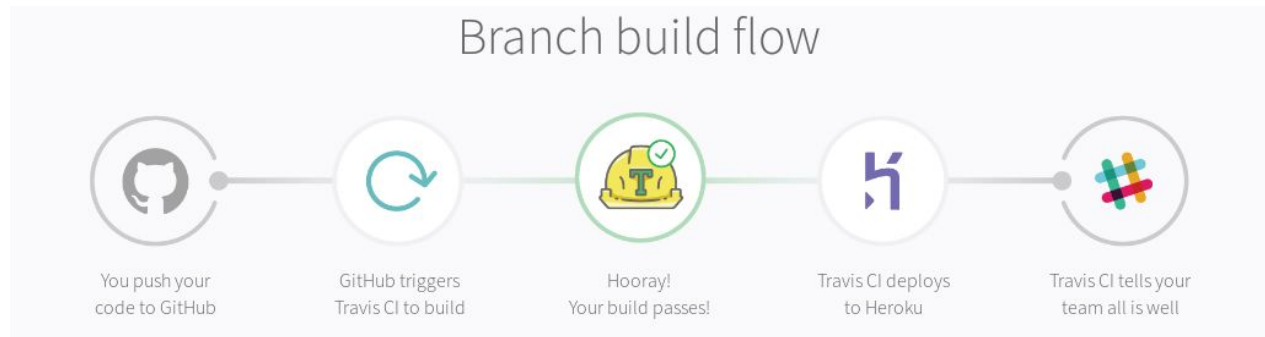 Branch build flow
T
You push your
code to GitHub
GitHub triggers
Travis CI to build
Hooray!
Your build passes!
Travis CI deploys
to Heroku
Travis CI tells your
team all is well